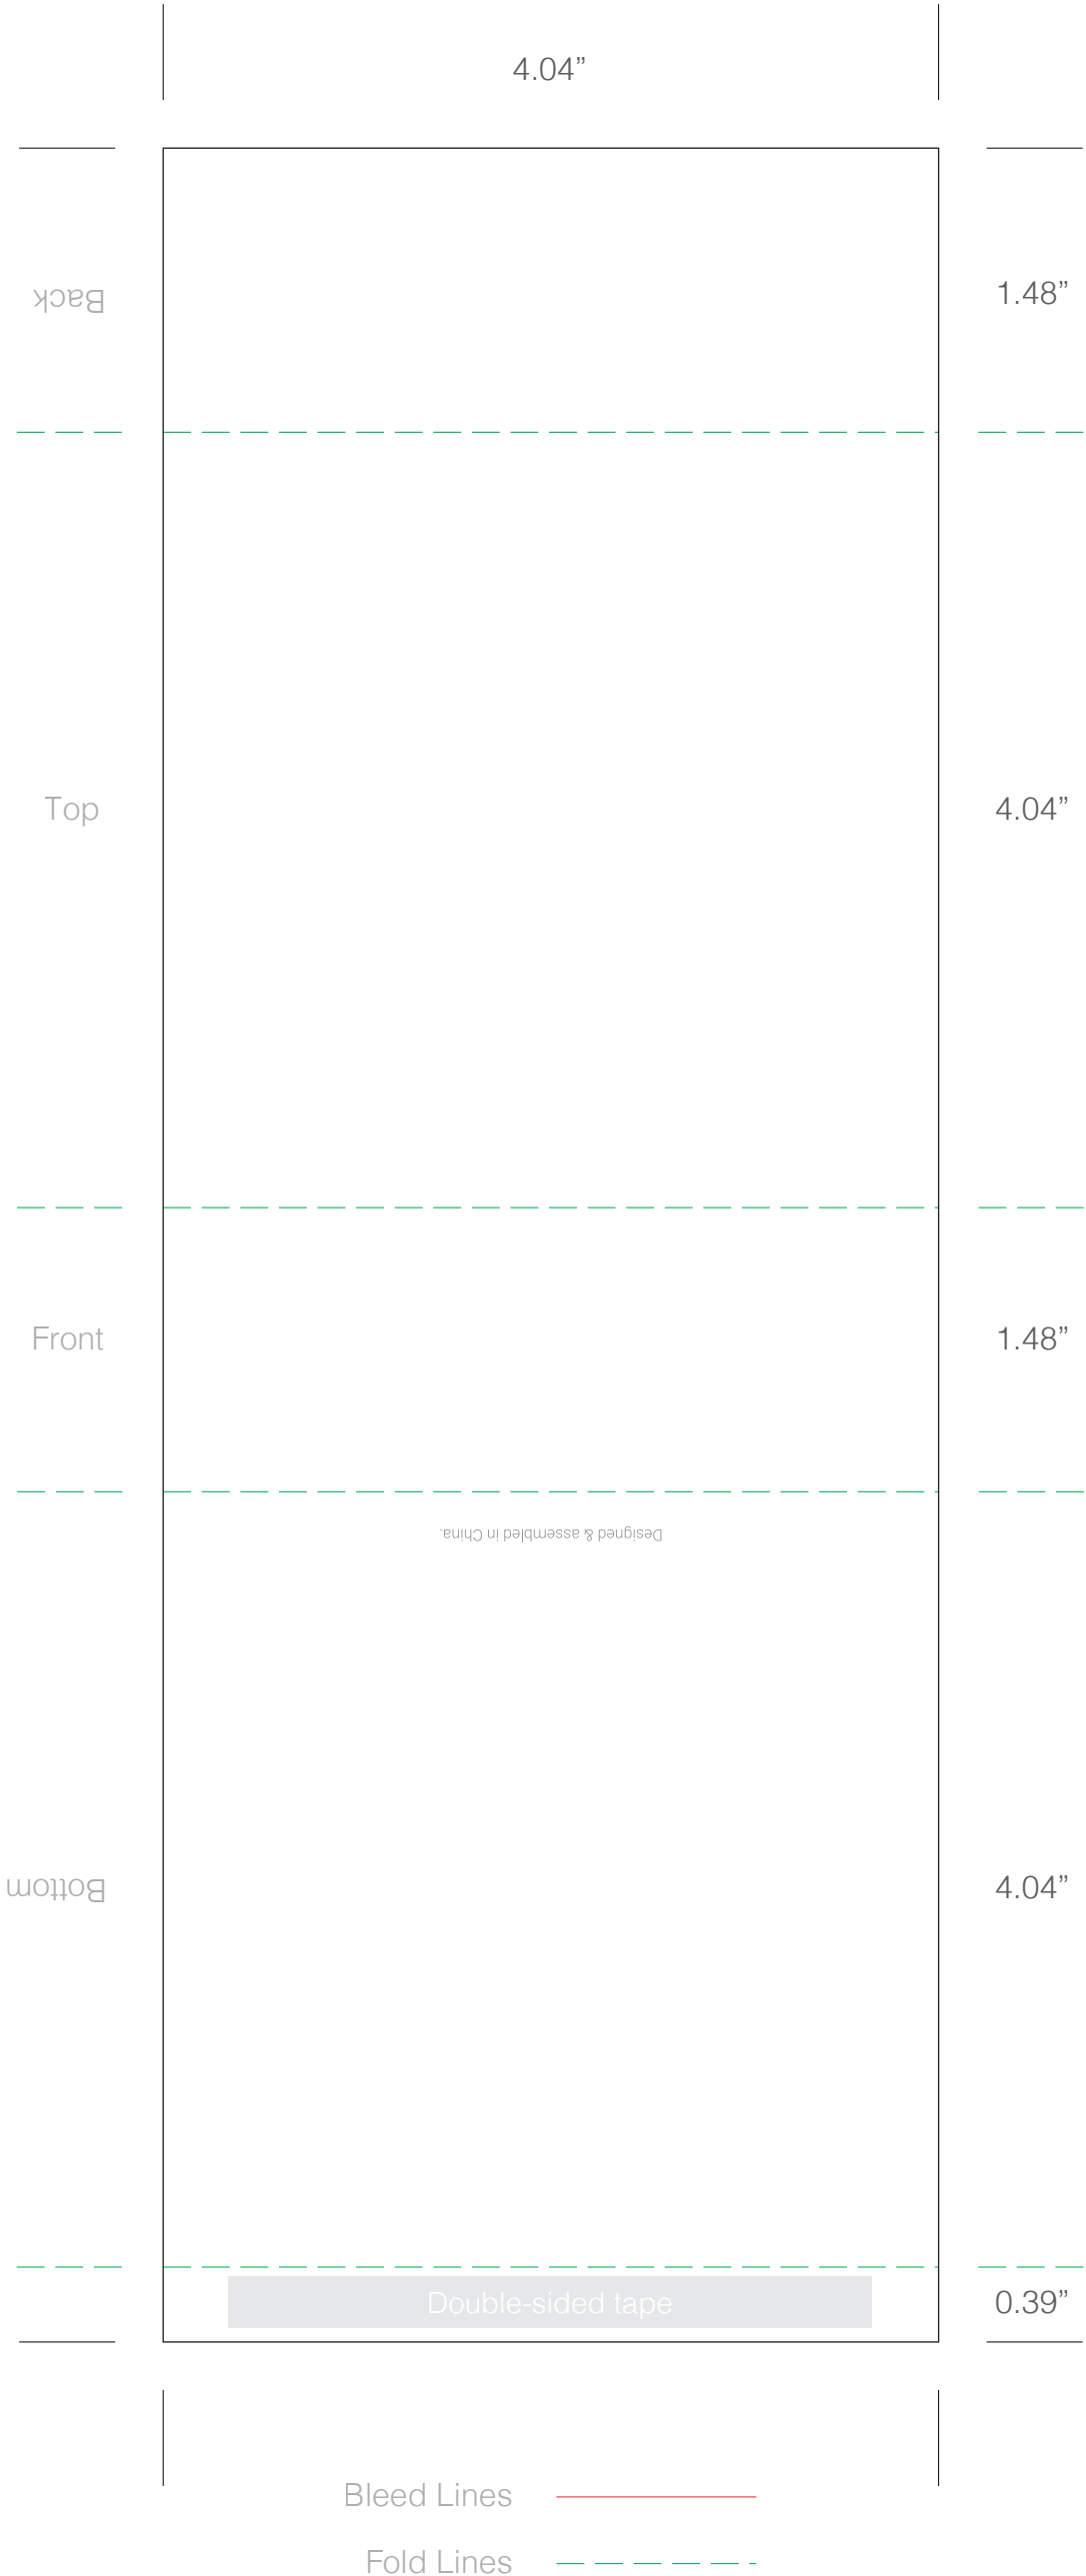 4.04”
Back
1.48”
Top
4.04”
Front
1.48”
Designed & assembled in China.
Bottom
4.04”
Double-sided tape
0.39”
Bleed Lines
Fold Lines